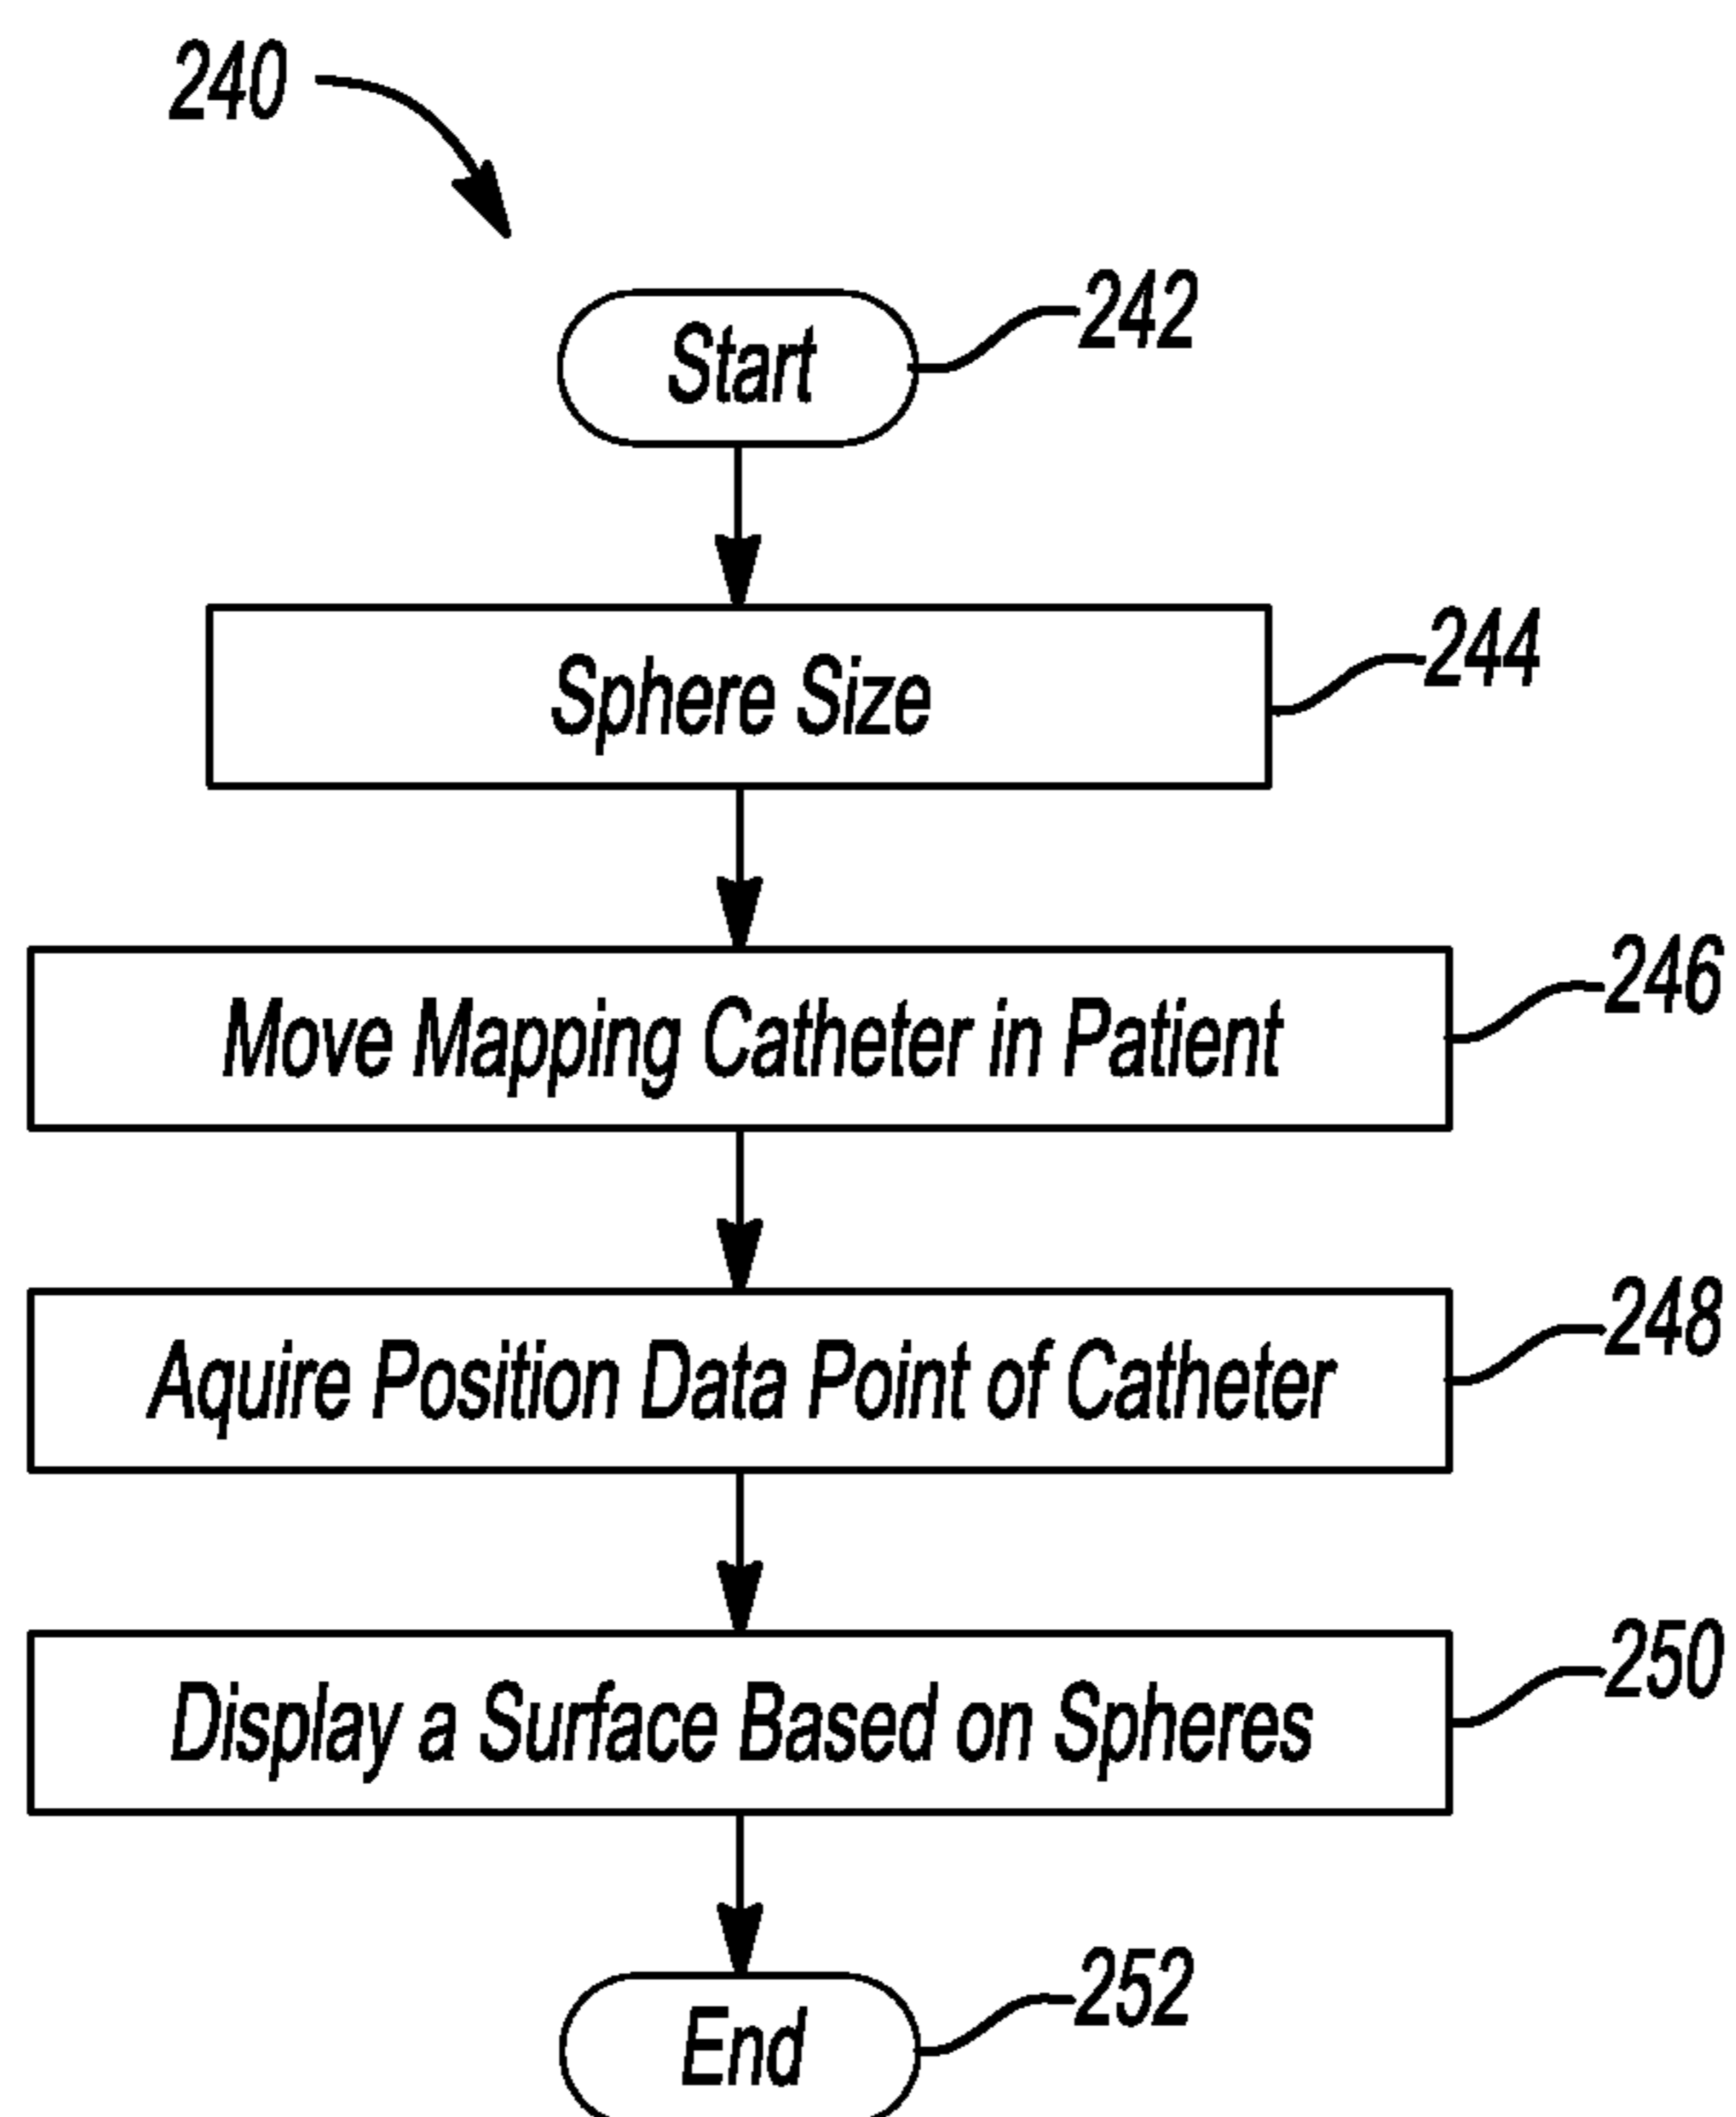 240
Start
242
Sphere Size
244
Move Mapping Catheter in Patient
246
Aquire Position Data Point of Catheter
248
Display a Surface Based on Spheres
250
End
252